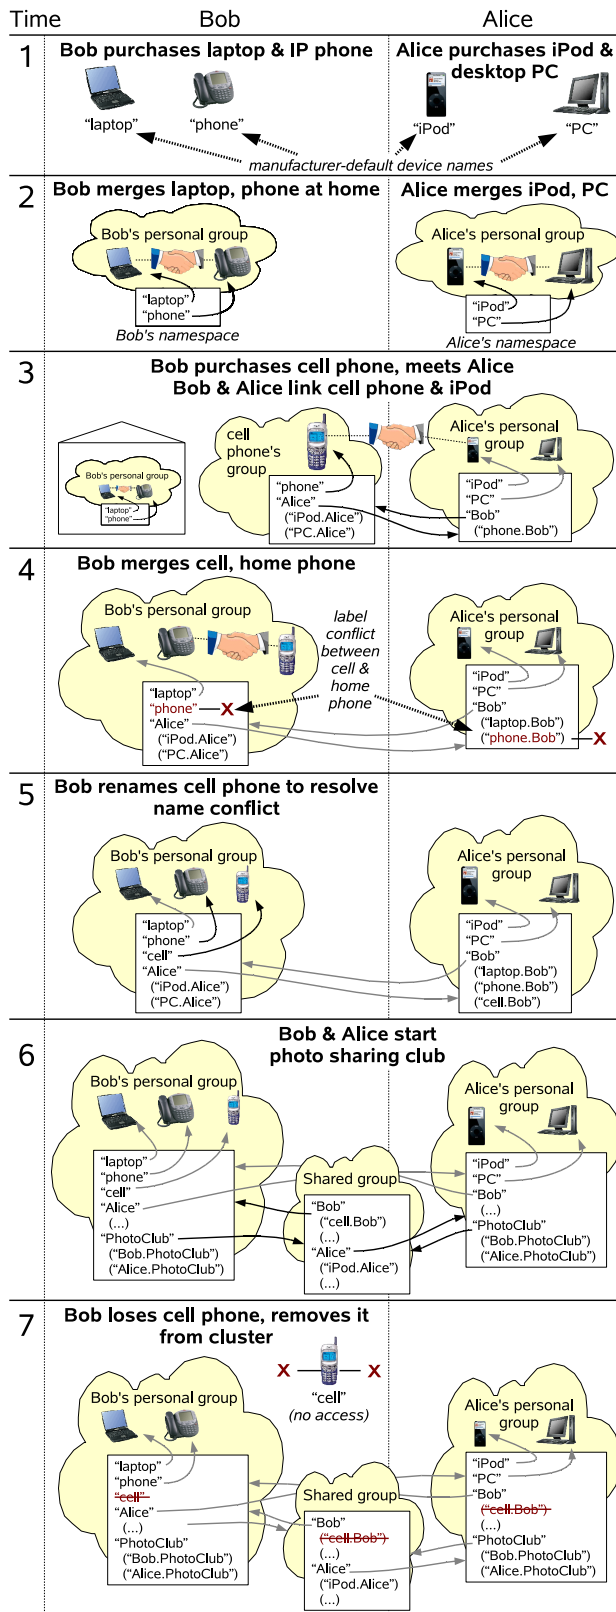 Time Bob Alice
1
Bob purchases laptop & IP phone
Alice purchases iPod &
desktop PC
“laptop” “phone” “iPod” “PC”
manufacturer-default device names
2
Bob merges laptop, phone at home
Alice merges iPod, PC
Bob's personal group
“laptop”
“phone”
Bob's namespace
Alice's personal group
“iPod”
“PC”
Alice's namespace
3
Bob purchases cell phone, meets Alice
Bob & Alice link cell phone & iPod
Bob's personal group
“laptop”
“phone”
cell
phone's
group
“phone”
“Alice”
(“iPod.Alice”)
(“PC.Alice”)
Alice's personal
group
“iPod”
“PC”
“Bob”
(“phone.Bob”)
4
Bob merges cell, home phone
Bob's personal group
“laptop”
“phone” X
“Alice”
(“iPod.Alice”)
(“PC.Alice”)
label
conflict
between
cell &
home
phone
Alice's personal
group
“iPod”
“PC”
“Bob”
(“laptop.Bob”)
(“phone.Bob”) X
5
Bob renames cell phone to resolve
name conflict
Bob's personal group
“laptop”
“phone”
“cell”
“Alice”
(“iPod.Alice”)
(“PC.Alice”)
Alice's personal
group
“iPod”
“PC”
“Bob”
(“laptop.Bob”)
(“phone.Bob”)
(“cell.Bob”)
6
Bob & Alice start
photo sharing club
Bob's personal group
“laptop”
“phone”
“cell”
“Alice”
(...)
“PhotoClub”
(“Bob.PhotoClub”)
(“Alice.PhotoClub”)
Shared group
“Bob”
(“cell.Bob”)
(...)
“Alice”
(“iPod.Alice”)
(...)
Alice's personal
group
“iPod”
“PC”
“Bob”
(...)
“PhotoClub”
(“Bob.PhotoClub”)
(“Alice.PhotoClub”)
7
Bob loses cell phone, removes it
from cluster
X X
“cell”
(no access)
Bob's personal group
“laptop”
“phone”
“cell”
“Alice”
(...)
“PhotoClub”
(“Bob.PhotoClub”)
(“Alice.PhotoClub”)
Shared group
“Bob”
(“cell.Bob”)
(...)
“Alice”
(“iPod.Alice”)
(...)
Alice's personal
group
“iPod”
“PC”
“Bob”
(“cell.Bob”)
(...)
“PhotoClub”
(“Bob.PhotoClub”)
(“Alice.PhotoClub”)